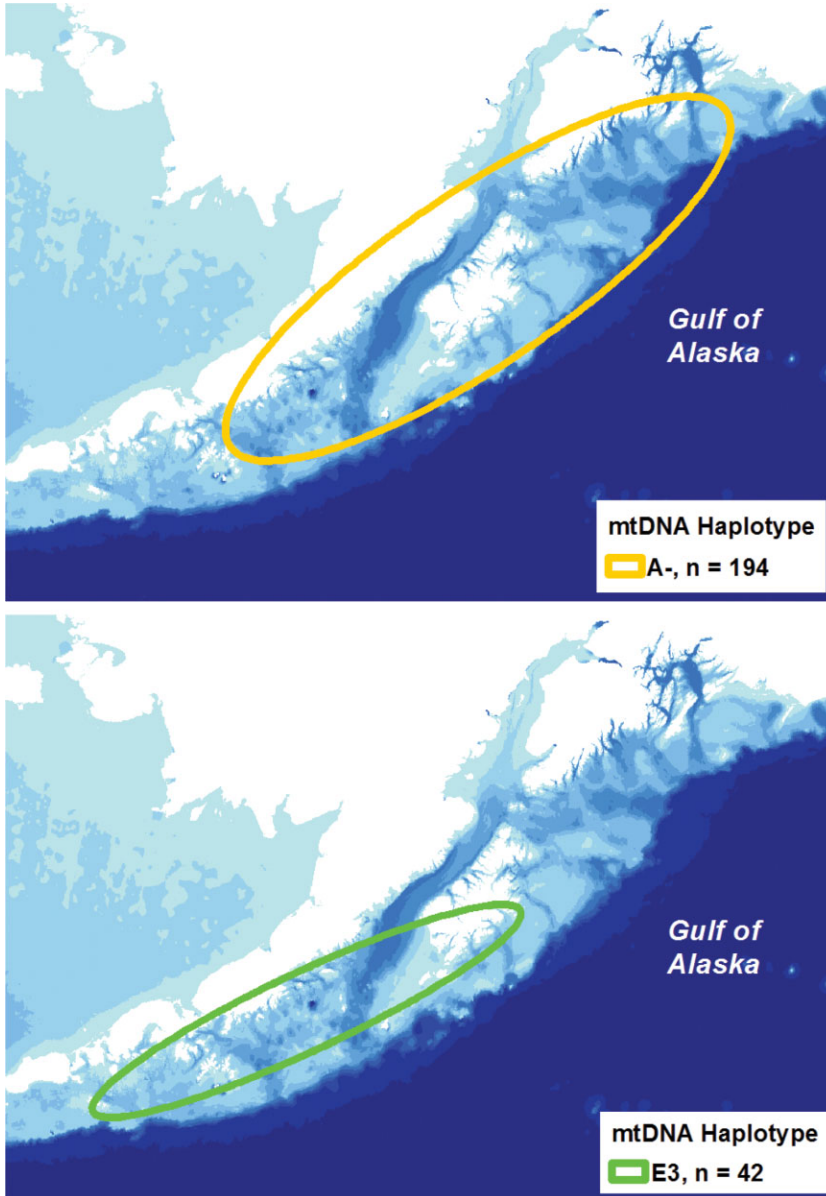 Gulf of
Alaska
mtDNA Haplotype
A-, n = 194
Gulf of
Alaska
mtDNA Haplotype
E3, n = 42